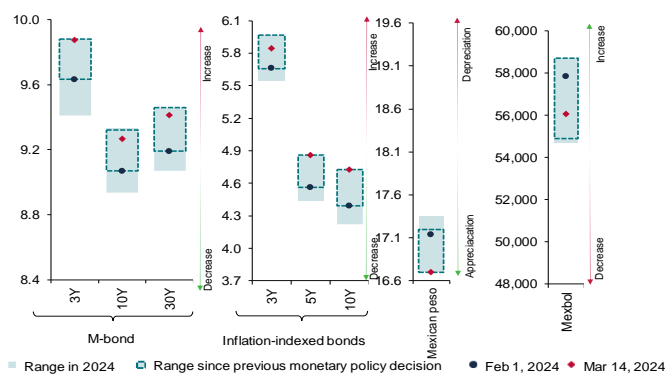 10.0
9.6
9.2
8.8
8.4
Increase
Decrease
3Y
10Y
30Y
M-bond
6.1
5.8
5.5
5.2
4.9
4.6
4.3
4.0
3.7
Increase
Decrease
3Y
5Y
10Y
Inflation-indexed bonds
19.6
19.1
18.6
18.1
17.6
17.1
16.6
Depreciation
Appreciacation
Mexican peso
60,000
58,000
56,000
54,000
52,000
50,000
48,000
Increase
Decrease
Mexbol
Range in 2024 Range since previous monetary policy decision Feb 1, 2024 Mar 14, 2024